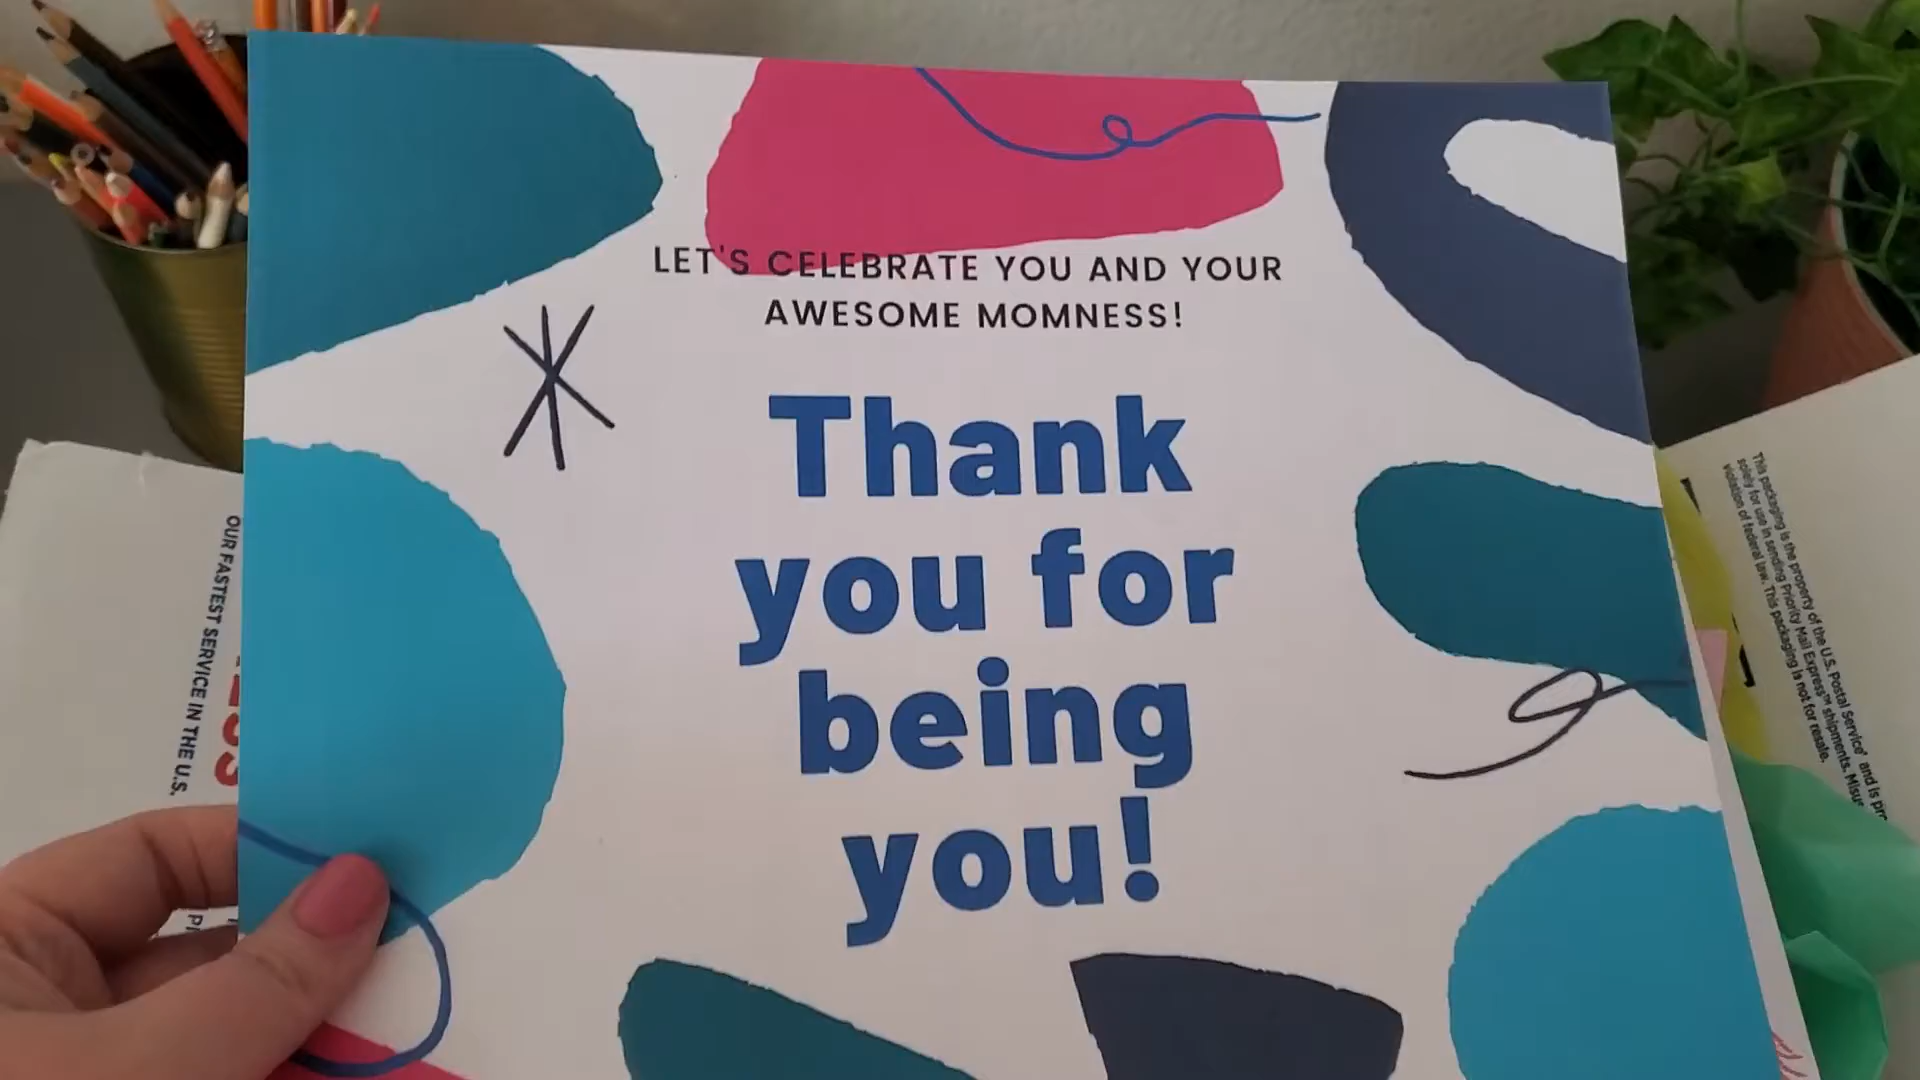 LET'S CELEBRATE YOU AND YOUR
AWESOME MOMNESS!
Thank
you for
being
you!
OUR FASTEST SERVICE IN THE U.S.
This packaging is the property of the U.S. Postal Service® and is pr
solely for use in sending Priority Mail Express™ shipments. Misu
violation of federal law. This packaging is not for resale.